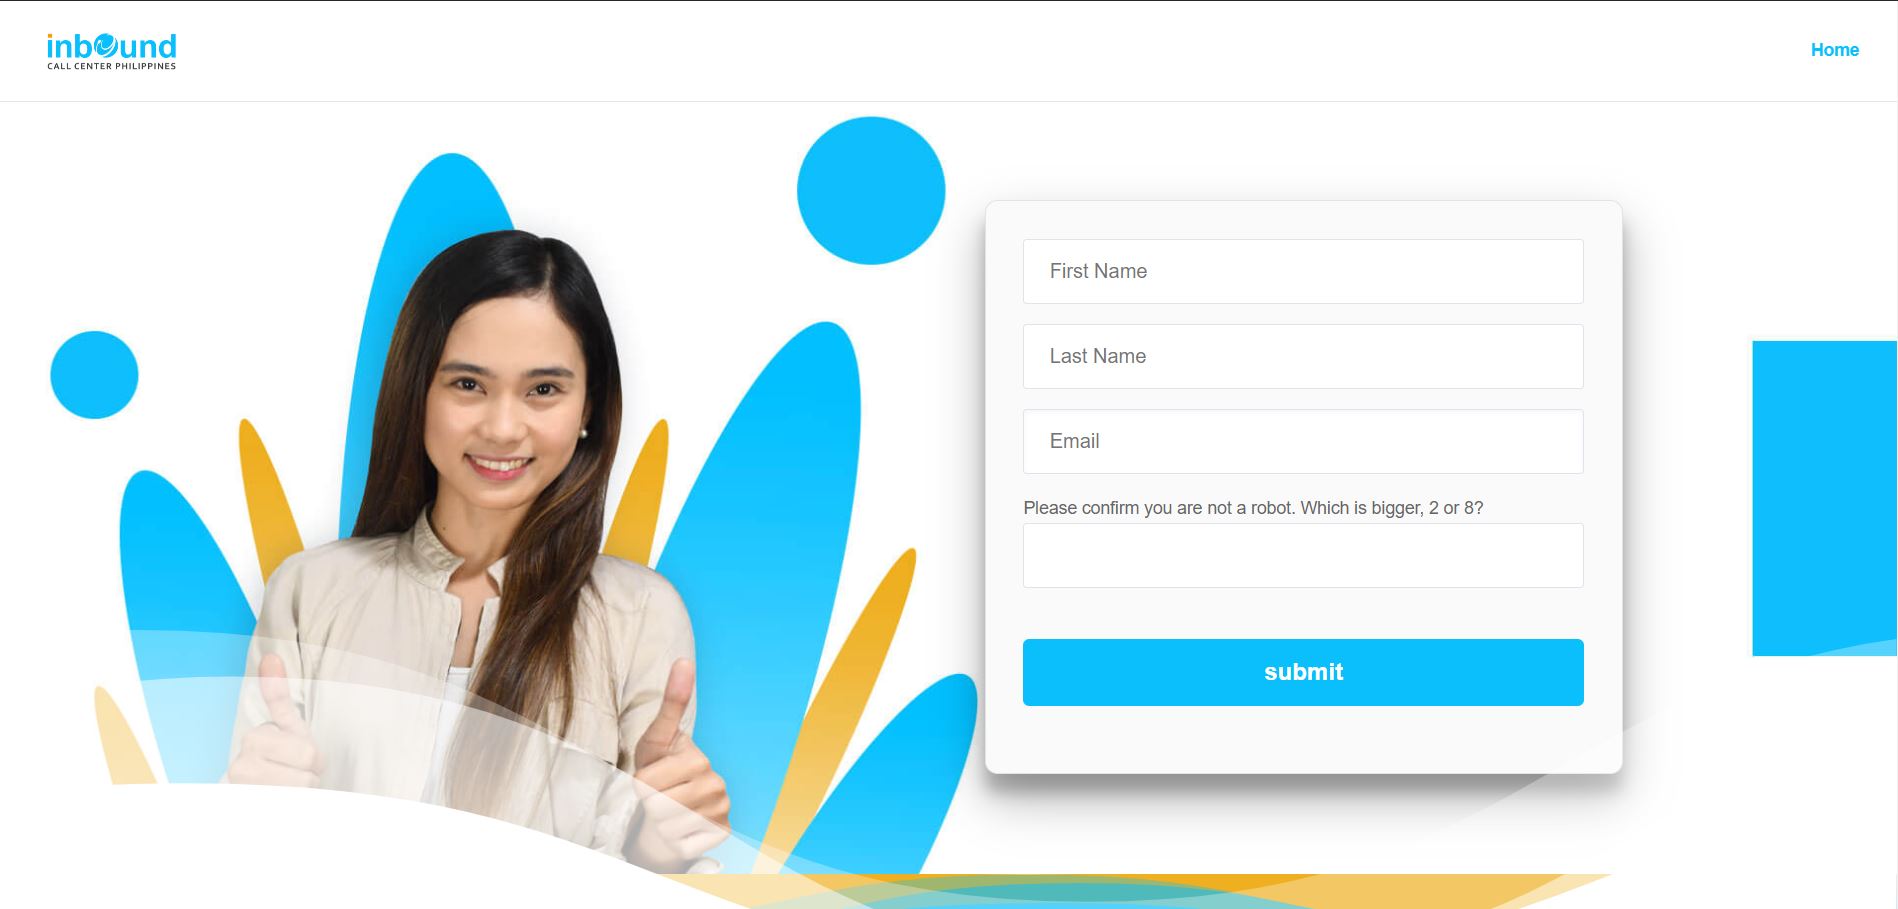 inbound
CALL CENTER PHILIPPINES
Home
First Name
Last Name
Email
Please confirm you are not a robot. Which is bigger, 2 or 8?
submit